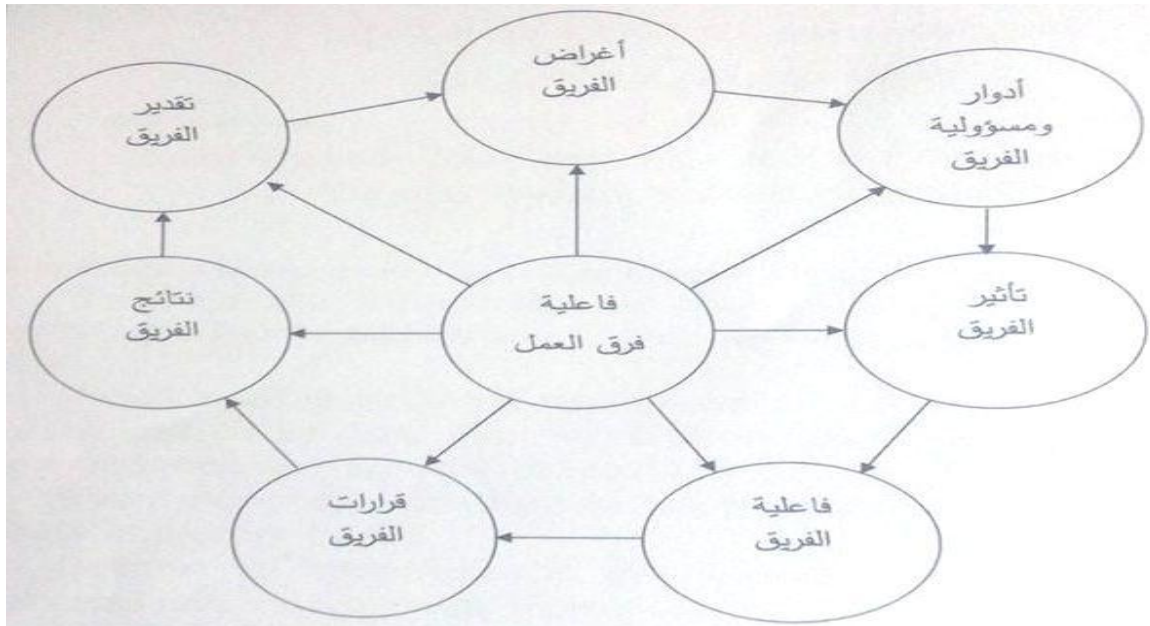 أغراض
الفريق
أدوار
ومسؤولية
الفريق
تأثير
الفريق
فاعلية
الفريق
قرارات
الفريق
نتائج
الفريق
تقدير
الفريق
فاعلية
فرق العمل